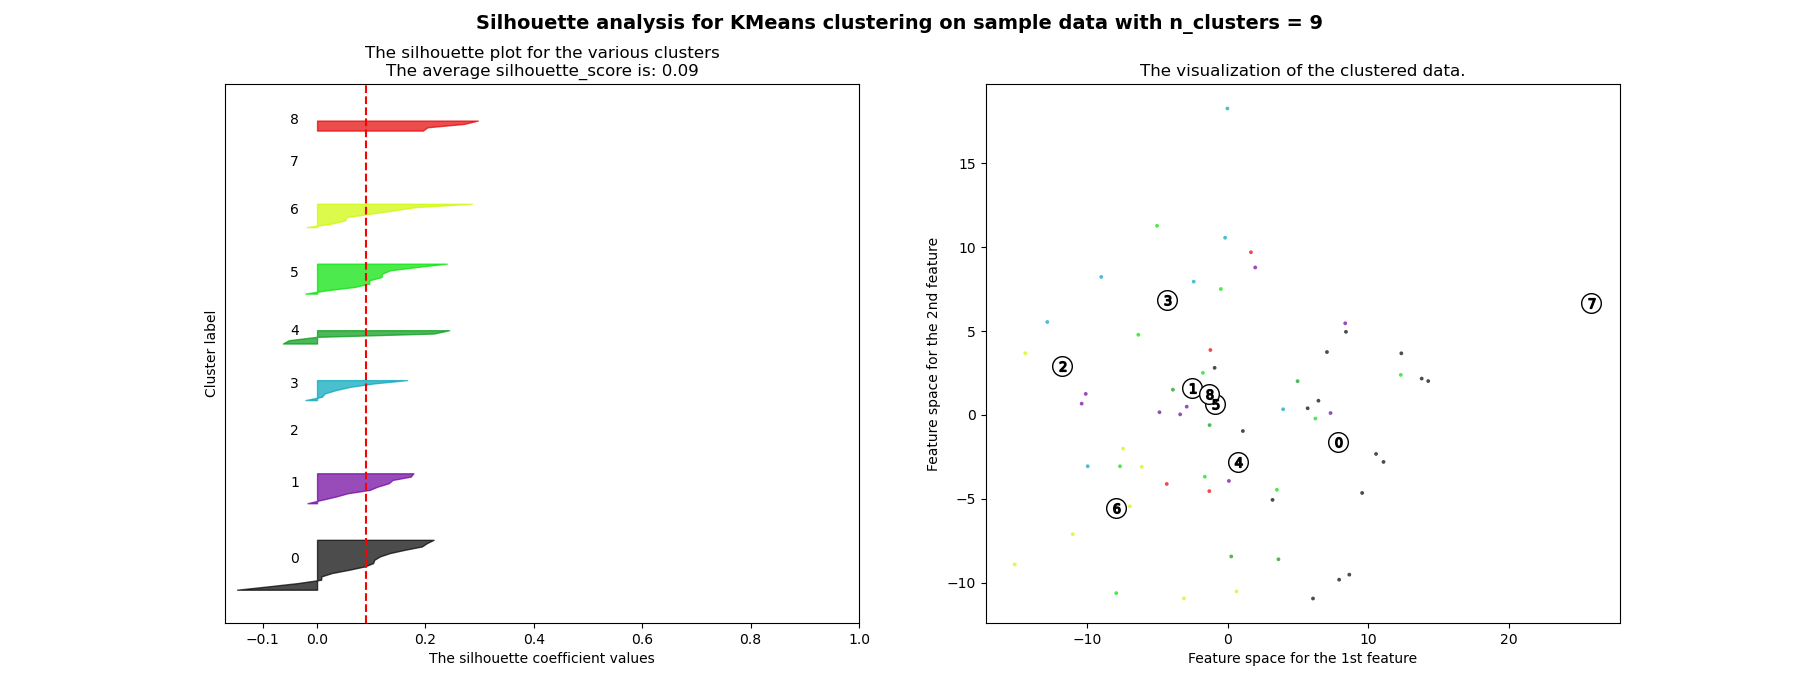 Silhouette analysis for KMeans clustering on sample data with n_clusters = 9
The silhouette plot for the various clusters
The average silhouette_score is: 0.09
8
7
6
5
4
3
2
1
0
Cluster label
−0.1 0.0 0.2 0.4 0.6 0.8 1.0
The silhouette coefficient values
The visualization of the clustered data.
15
10
5
0
−5
−10
Feature space for the 2nd feature
3
7
2
1
8
5
0
4
6
−10 0 10 20
Feature space for the 1st feature